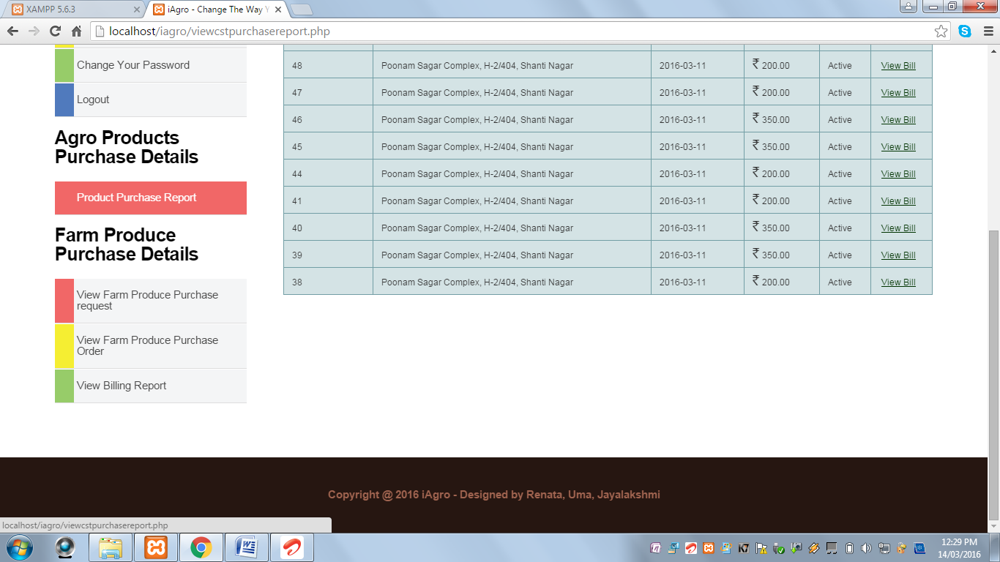 XAMPP 5.6.3
iAgro - Change The Way Y
localhost/iagro/viewcstpurchasereport.php
Change Your Password
Logout
Agro Products
Purchase Details
Product Purchase Report
Farm Produce
Purchase Details
View Farm Produce Purchase
request
View Farm Produce Purchase
Order
View Billing Report
48 Poonam Sagar Complex, H-2/404, Shanti Nagar 2016-03-11 ₹ 200.00 Active View Bill
47 Poonam Sagar Complex, H-2/404, Shanti Nagar 2016-03-11 ₹ 200.00 Active View Bill
46 Poonam Sagar Complex, H-2/404, Shanti Nagar 2016-03-11 ₹ 350.00 Active View Bill
45 Poonam Sagar Complex, H-2/404, Shanti Nagar 2016-03-11 ₹ 350.00 Active View Bill
44 Poonam Sagar Complex, H-2/404, Shanti Nagar 2016-03-11 ₹ 200.00 Active View Bill
41 Poonam Sagar Complex, H-2/404, Shanti Nagar 2016-03-11 ₹ 200.00 Active View Bill
40 Poonam Sagar Complex, H-2/404, Shanti Nagar 2016-03-11 ₹ 350.00 Active View Bill
39 Poonam Sagar Complex, H-2/404, Shanti Nagar 2016-03-11 ₹ 350.00 Active View Bill
38 Poonam Sagar Complex, H-2/404, Shanti Nagar 2016-03-11 ₹ 200.00 Active View Bill
Copyright @ 2016 iAgro - Designed by Renata, Uma, Jayalakshmi
localhost/iagro/viewcstpurchasereport.php
K7
12:29 PM
14/03/2016